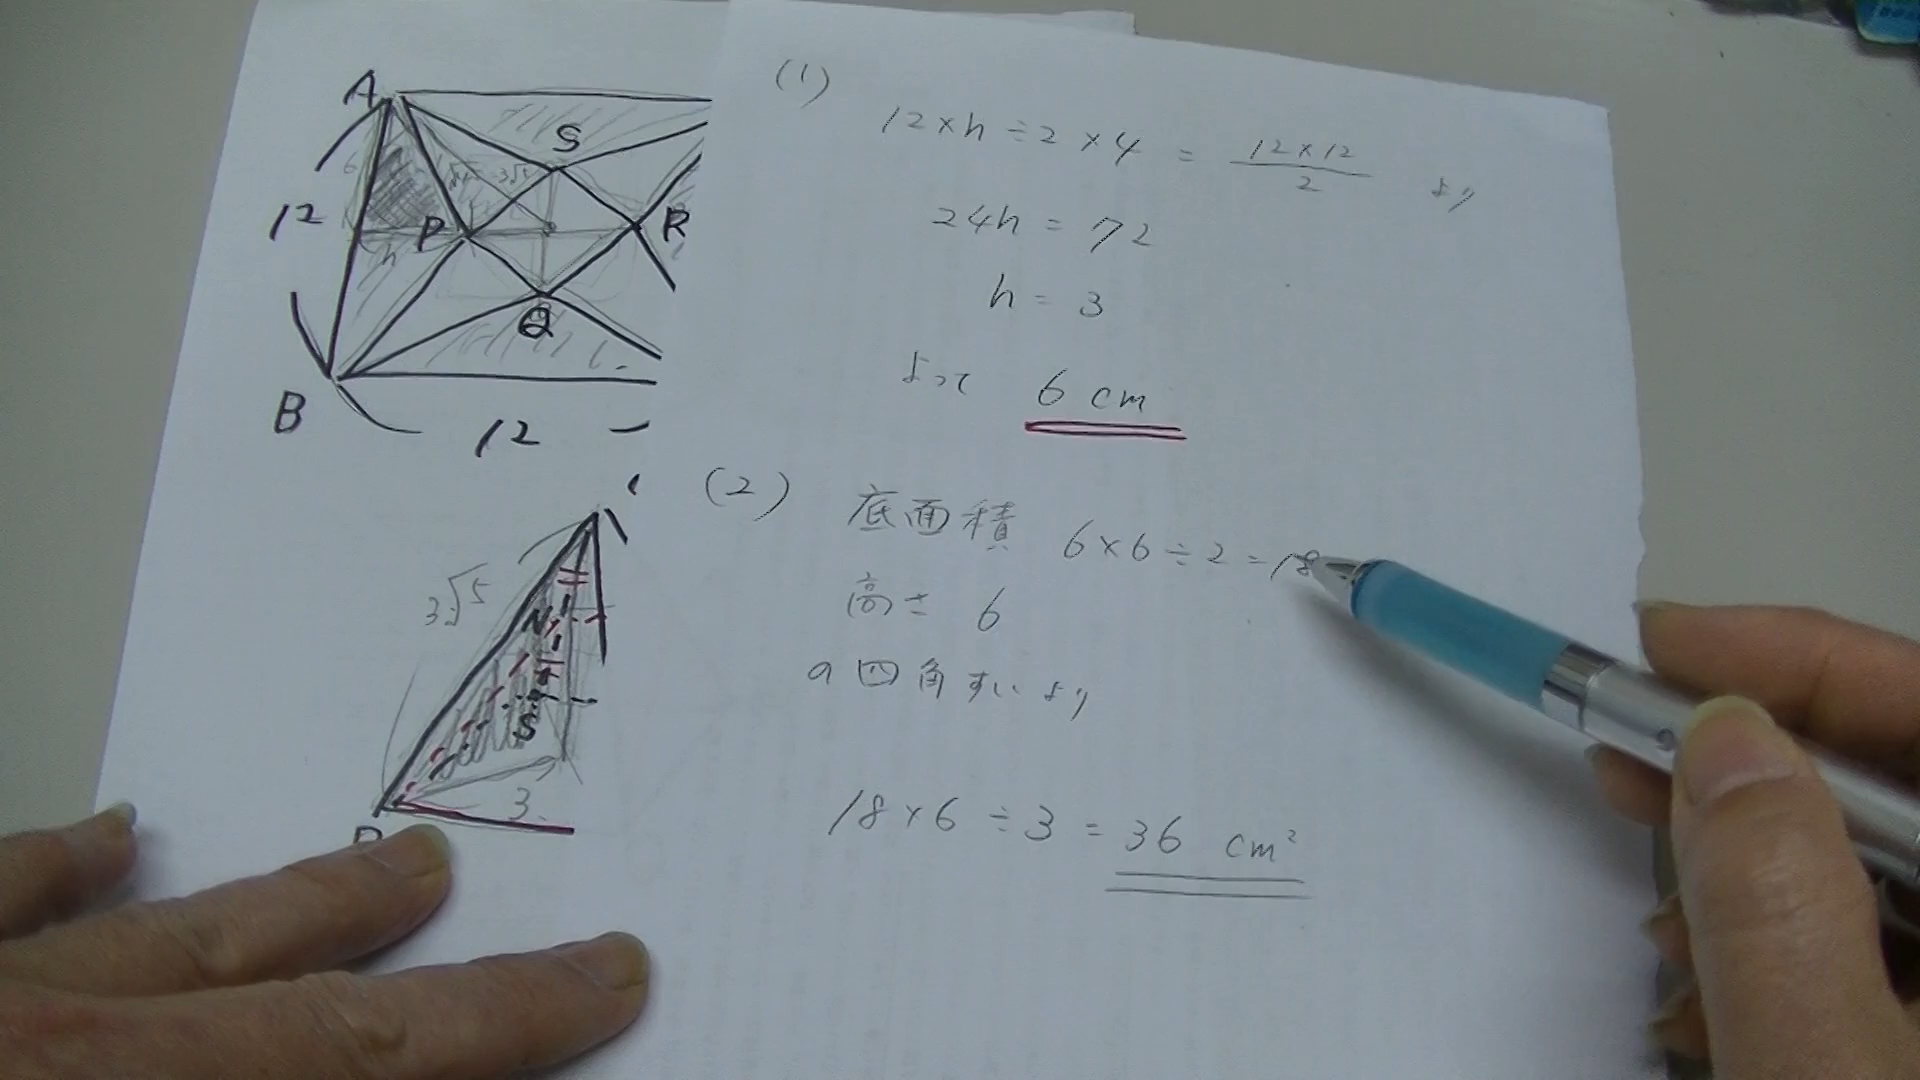 A
S
6
12
P
R
h
Q
B
12
3√5
N
S
3
(1)
12×h÷2×4 = 12×12/2 より
24h = 72
h = 3
よって 6 cm
(2) 底面積 6×6÷2=18
高さ 6
の四角すいより
18×6÷3 = 36 cm²